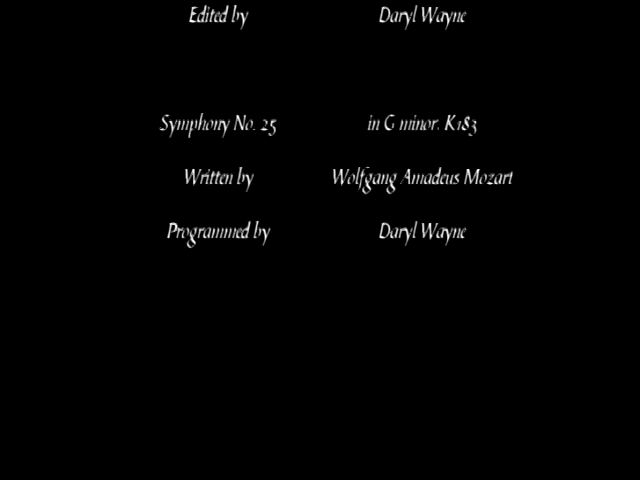 Edited by Daryl Wayne
Symphony No. 25 in G minor. K183
Written by Wolfgang Amadeus Mozart
Programmed by Daryl Wayne